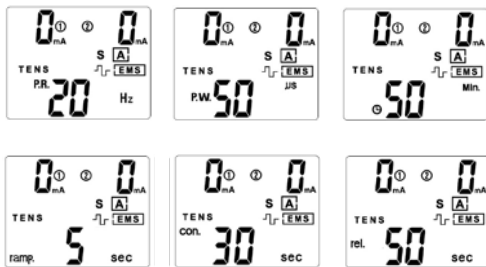 0 mA ① ② 0 mA
S A
TENS EMS
P.R. 20 Hz
0 mA ① ② 0 mA
S A
TENS EMS
P.W. 50 µs
0 mA ① ② 0 mA
S A
TENS EMS
50 Min.
0 mA ① ② 0 mA
S A
TENS EMS
ramp. 5 sec
0 mA ① ② 0 mA
S A
TENS EMS
con. 30 sec
0 mA ① ② 0 mA
S A
TENS EMS
rel. 50 sec